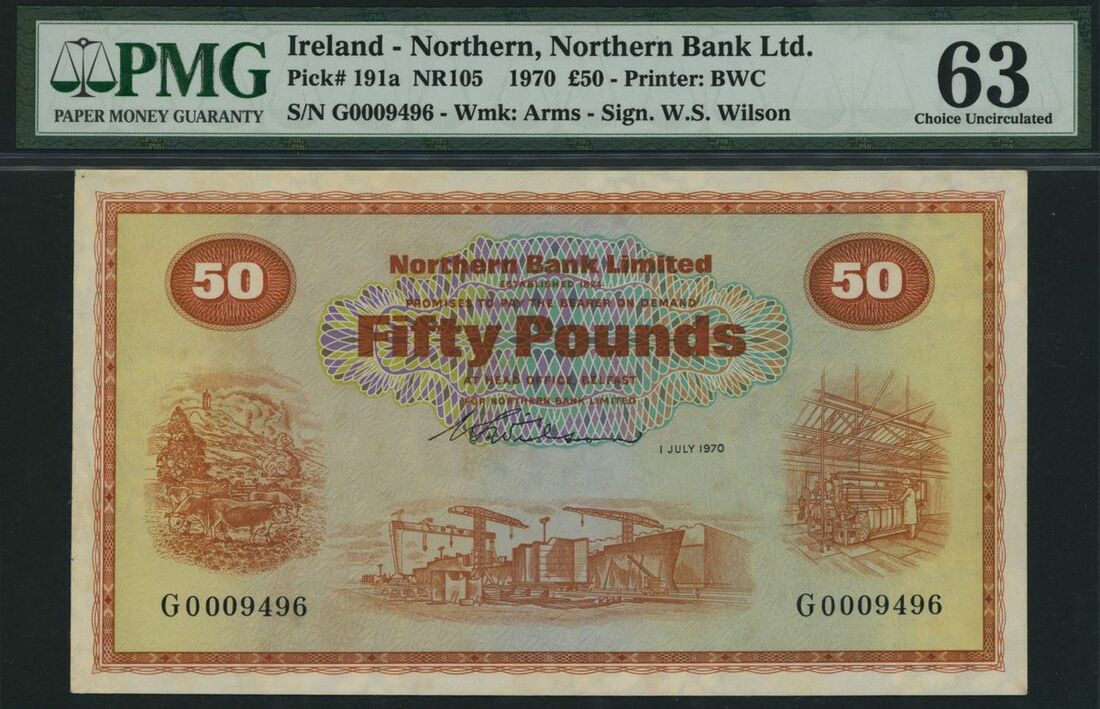 PMG
PAPER MONEY GUARANTY
Ireland - Northern, Northern Bank Ltd.
Pick# 191a NR105 1970 £50 - Printer: BWC
S/N G0009496 - Wmk: Arms - Sign. W.S. Wilson
63
Choice Uncirculated
50
50
Northern Bank Limited
ESTABLISHED 1824
PROMISES TO PAY THE BEARER ON DEMAND
Fifty Pounds
AT HEAD OFFICE, BELFAST
FOR NORTHERN BANK LIMITED
1 JULY 1970
G0009496
G0009496